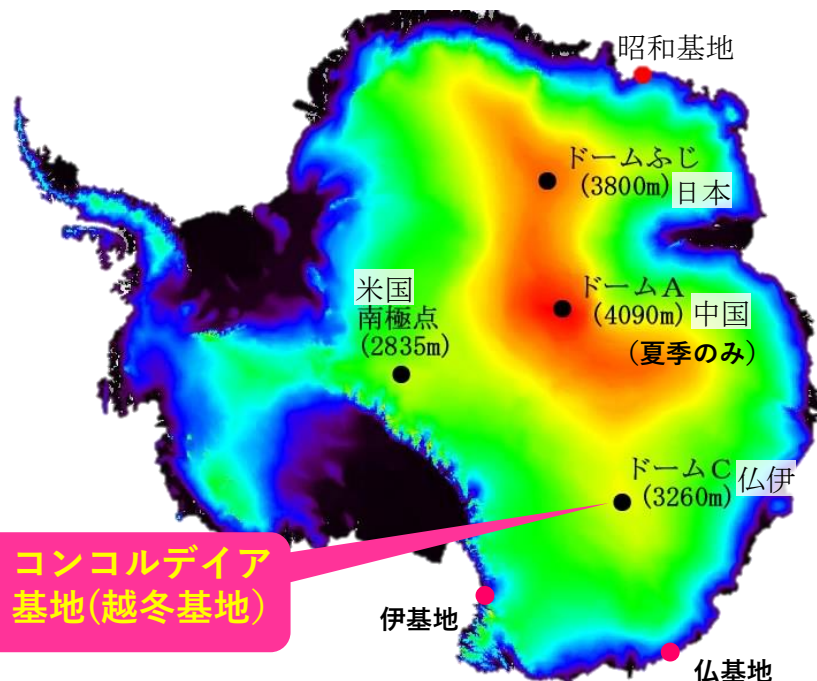 昭和基地
ドームふじ
(3800m)
日本
米国
南極点
(2835m)
ドームA
(4090m)
中国
(夏季のみ)
ドームC
(3260m)
仏伊
コンコルデイア
基地(越冬基地)
伊基地
仏基地